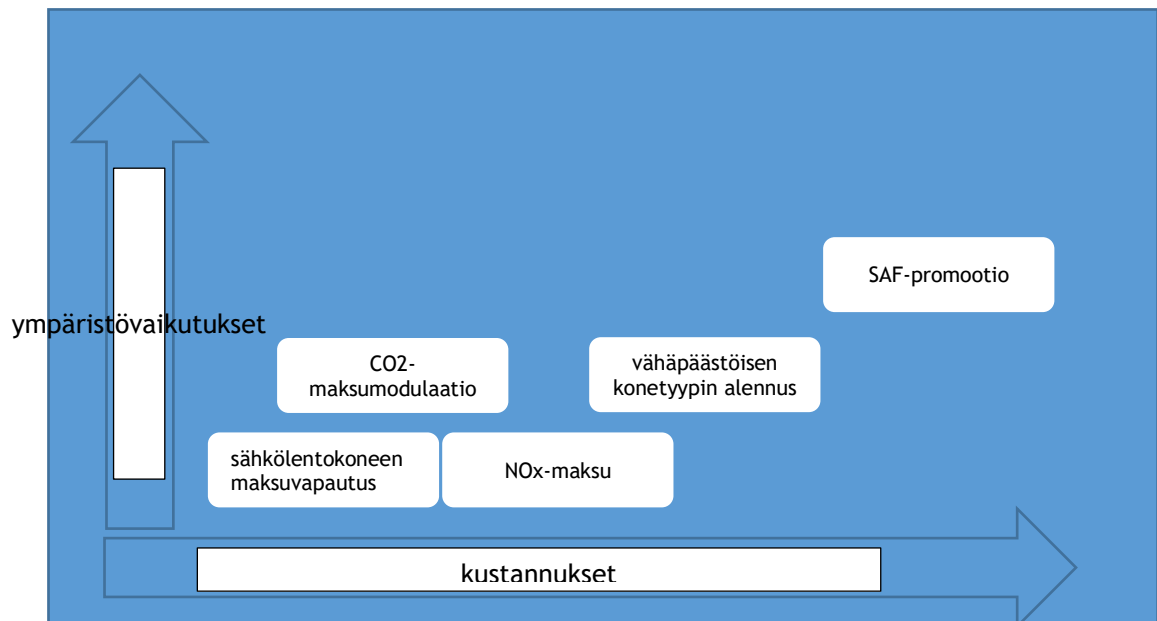 SAF-promootio
ympäristövaikutukset
CO2-
maksumodulaatio
vähäpäästöisen
konetyypin alennus
sähkölentokoneen
maksuvapautus
NOx-maksu
kustannukset